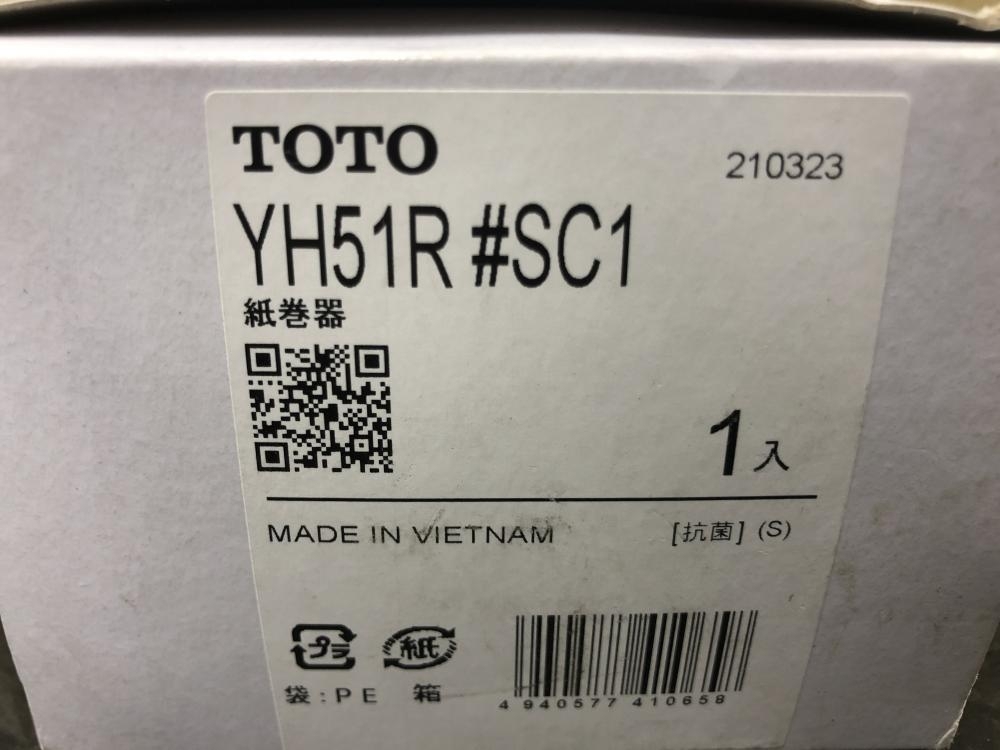 TOTO
210323
YH51R #SC1
紙巻器
1入
MADE IN VIETNAM
[抗菌] (S)
プラ
紙
袋:PE
箱
4 940577 410658